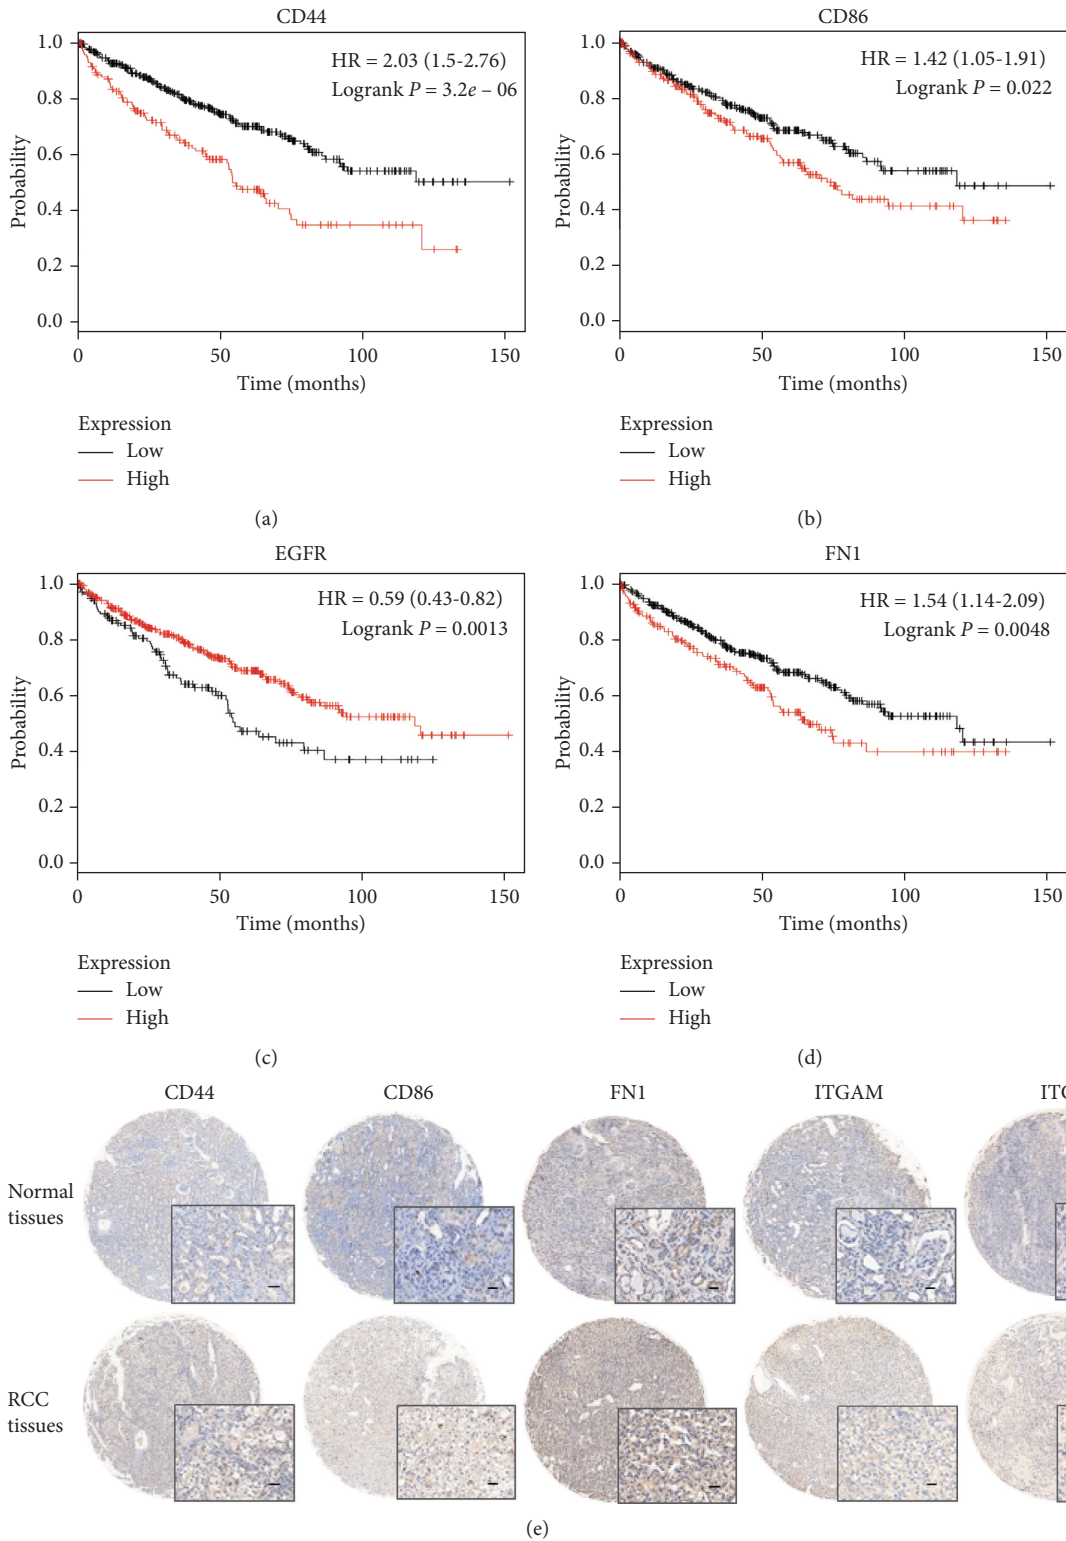 CD44
HR = 2.03 (1.5-2.76)
Logrank P = 3.2e – 06
1.0
0.8
0.6
0.4
0.2
0.0
Probability
0
50
100
150
Time (months)
Expression
Low
High
(a)
CD86
HR = 1.42 (1.05-1.91)
Logrank P = 0.022
1.0
0.8
0.6
0.4
0.2
0.0
Probability
0
50
100
150
Time (months)
Expression
Low
High
(b)
EGFR
HR = 0.59 (0.43-0.82)
Logrank P = 0.0013
1.0
0.8
0.6
0.4
0.2
0.0
Probability
0
50
100
150
Time (months)
Expression
Low
High
(c)
FN1
HR = 1.54 (1.14-2.09)
Logrank P = 0.0048
1.0
0.8
0.6
0.4
0.2
0.0
Probability
0
50
100
150
Time (months)
Expression
Low
High
(d)
CD44
CD86
FN1
ITGAM
Normal
tissues
RCC
tissues
(e)